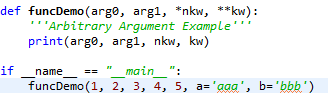 def funcDemo(arg0, arg1, *nkw, **kw):
    '''Arbitrary Argument Example'''
    print(arg0, arg1, nkw, kw)

if __name__ == "__main__":
    funcDemo(1, 2, 3, 4, 5, a='aaa', b='bbb')